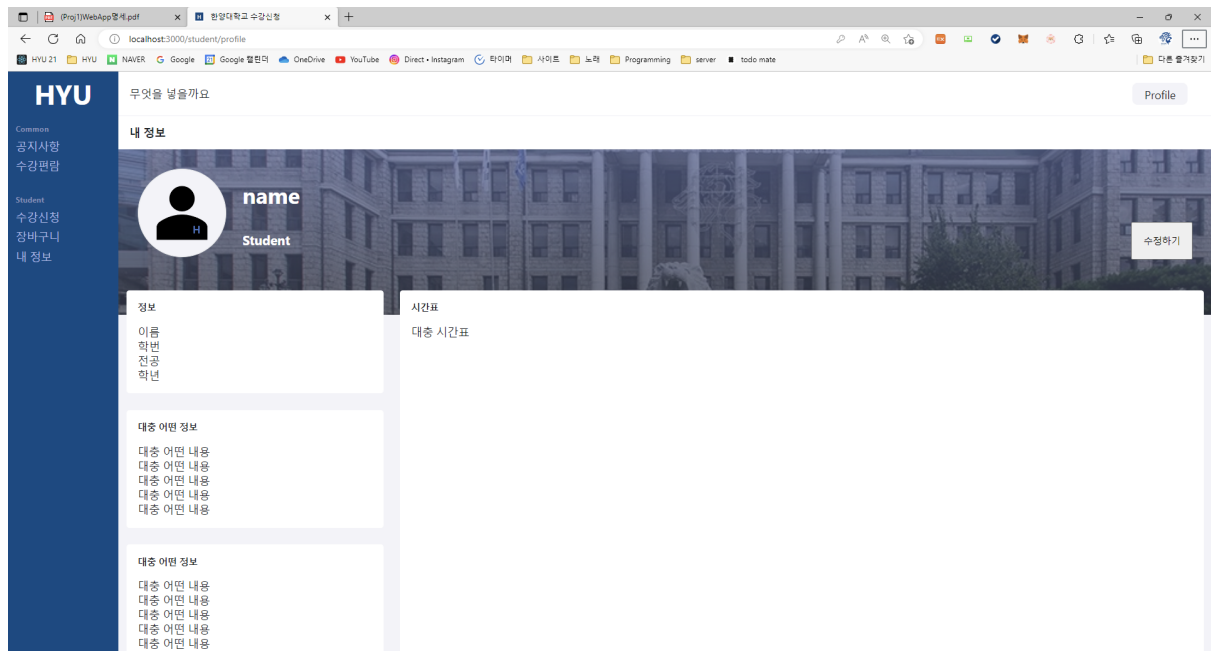 (Proj1)WebApp명세.pdf
한양대학교 수강신청
localhost:3000/student/profile
HYU 21
HYU
NAVER
Google
Google 캘린더
OneDrive
YouTube
Direct • Instagram
타이머
사이트
노래
Programming
server
todo mate
다른 즐겨찾기
HYU
무엇을 넣을까요
Profile
Common
공지사항
수강편람
Student
수강신청
장바구니
내 정보
내 정보
name
H
Student
수정하기
정보
이름
학번
전공
학년
시간표
대충 시간표
대충 어떤 정보
대충 어떤 내용
대충 어떤 내용
대충 어떤 내용
대충 어떤 내용
대충 어떤 내용
대충 어떤 정보
대충 어떤 내용
대충 어떤 내용
대충 어떤 내용
대충 어떤 내용
대충 어떤 내용